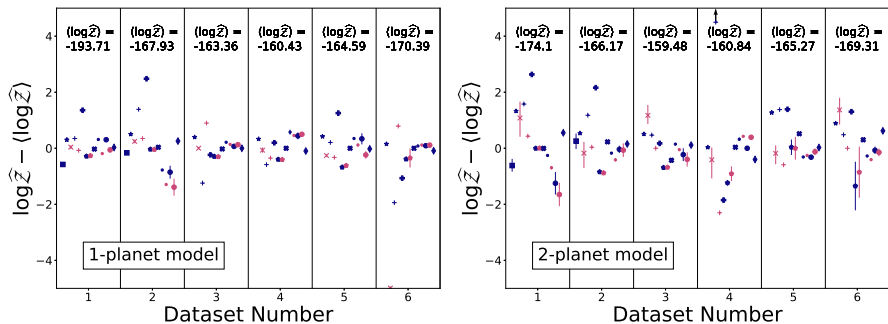 ⟨log𝒵̂⟩ = ⟨log𝒵̂⟩ = ⟨log𝒵̂⟩ = ⟨log𝒵̂⟩ = ⟨log𝒵̂⟩ = ⟨log𝒵̂⟩ =
-193.71 -167.93 -163.36 -160.43 -164.59 -170.39
log𝒵̂ − ⟨log𝒵̂⟩
4
2
0
−2
−4
1-planet model
1 2 3 4 5 6
Dataset Number
⟨log𝒵̂⟩ = ⟨log𝒵̂⟩ = ⟨log𝒵̂⟩ = ⟨log𝒵̂⟩ = ⟨log𝒵̂⟩ = ⟨log𝒵̂⟩ =
-174.1 -166.17 -159.48 -160.84 -165.27 -169.31
log𝒵̂ − ⟨log𝒵̂⟩
4
2
0
−2
−4
2-planet model
1 2 3 4 5 6
Dataset Number